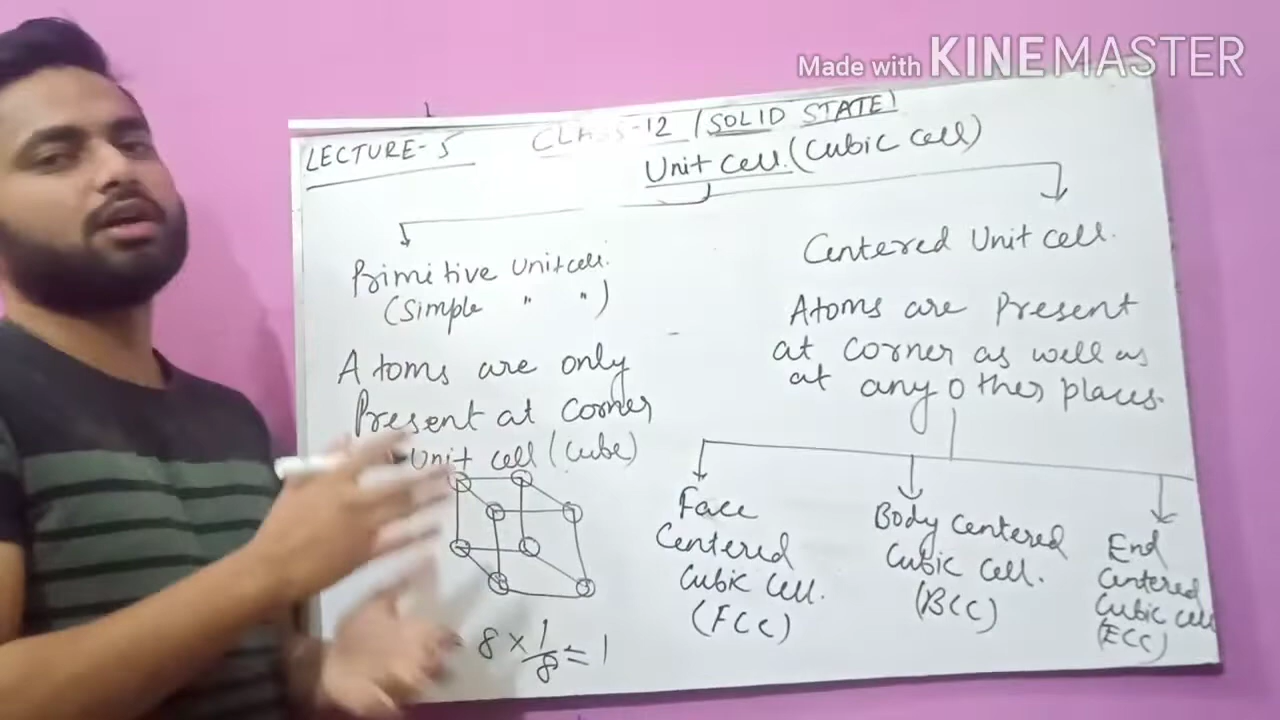 Made with KINEMASTER
LECTURE-5 CLASS-12 / SOLID STATE)
Unit cell. (Cubic cell)
Primitive Unit cell.
(Simple " ")
Atoms are only
Present at Corner
Unit cell (Cube)
8 × 1/8 = 1
Centered Unit cell.
Atoms are Present
at Corner as well as
at any other places.
Face
Centered
Cubic Cell.
(FCC)
Body Centered
Cubic Cell.
(BCC)
End
Centered
Cubic cell
(ECC)